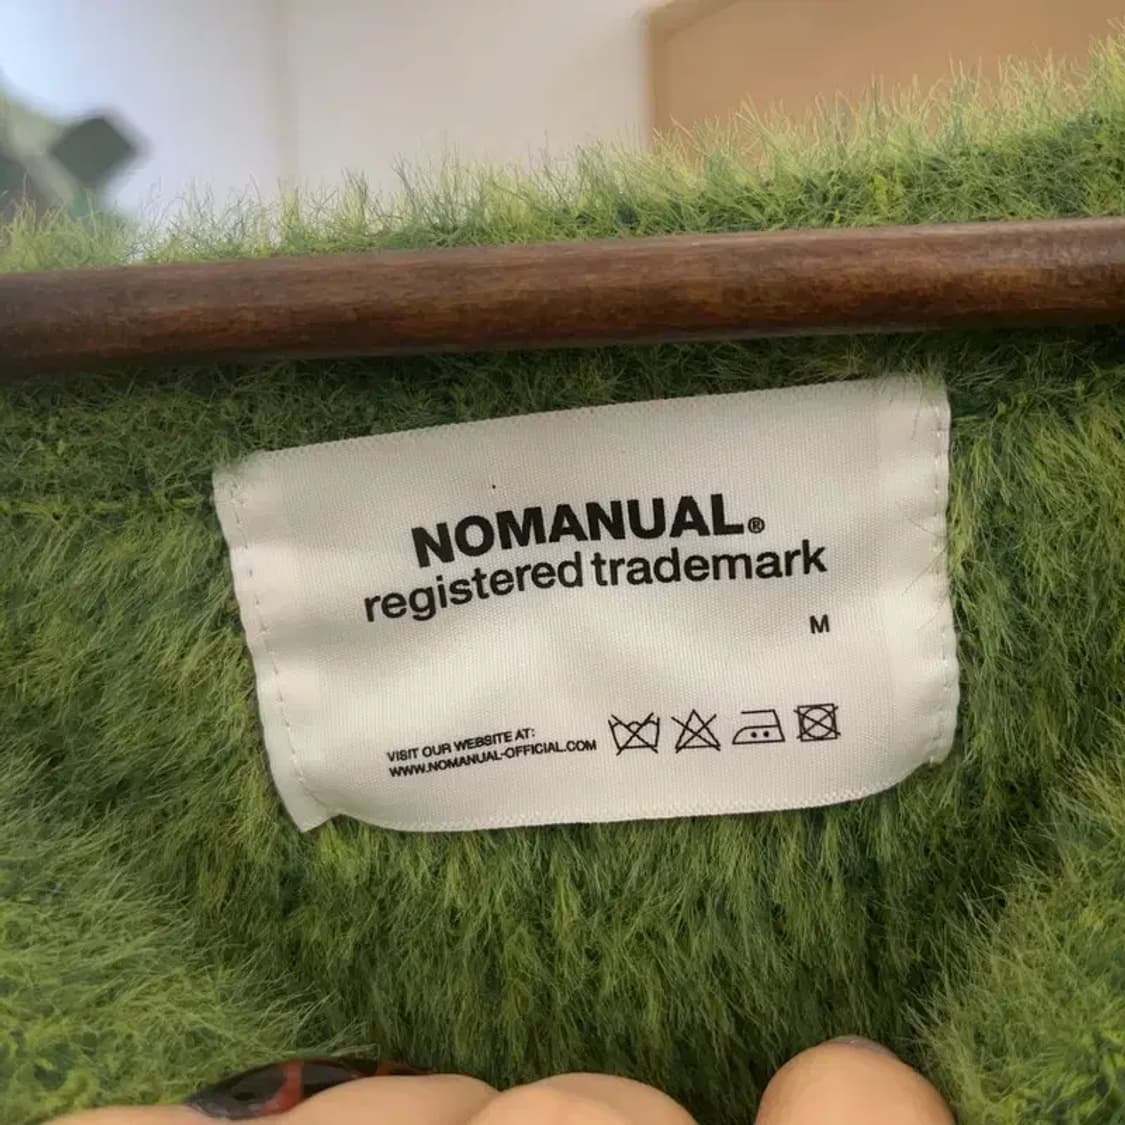 NOMANUAL®
registered trademark
M
VISIT OUR WEBSITE AT:
WWW.NOMANUAL-OFFICIAL.COM